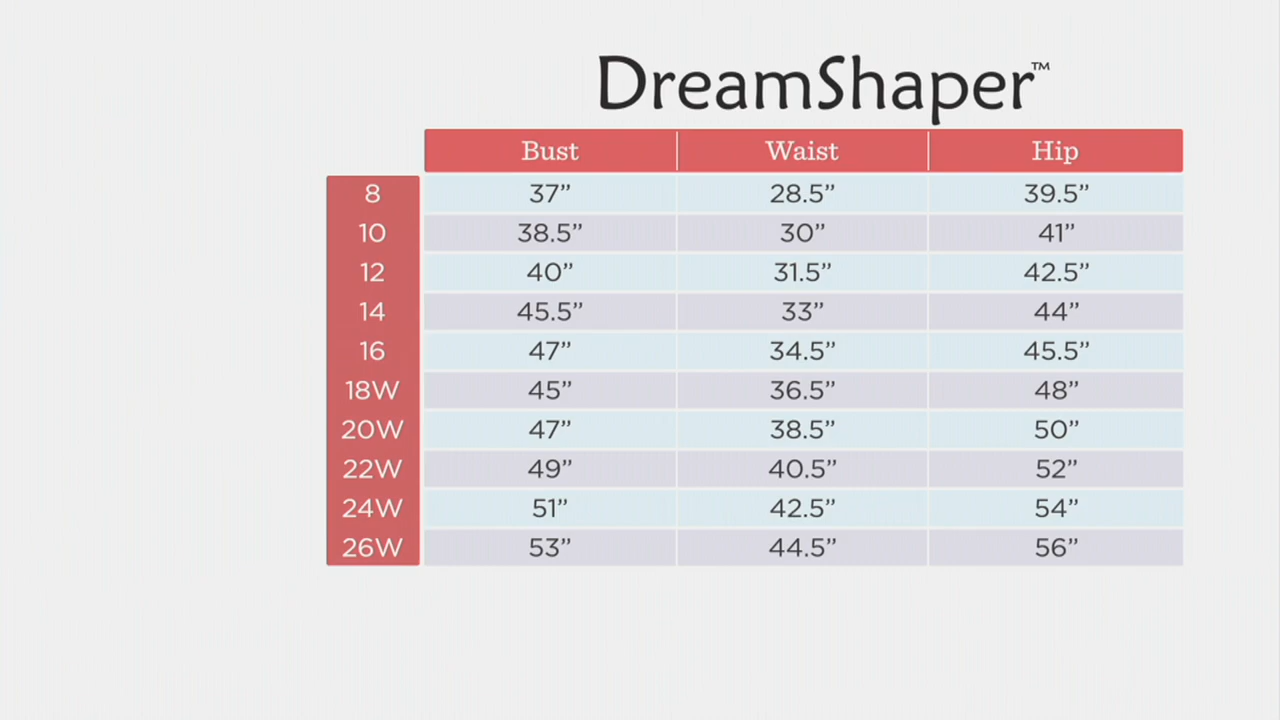 DreamShaper™
Bust Waist Hip
8 37” 28.5” 39.5”
10 38.5” 30” 41”
12 40” 31.5” 42.5”
14 45.5” 33” 44”
16 47” 34.5” 45.5”
18W 45” 36.5” 48”
20W 47” 38.5” 50”
22W 49” 40.5” 52”
24W 51” 42.5” 54”
26W 53” 44.5” 56”